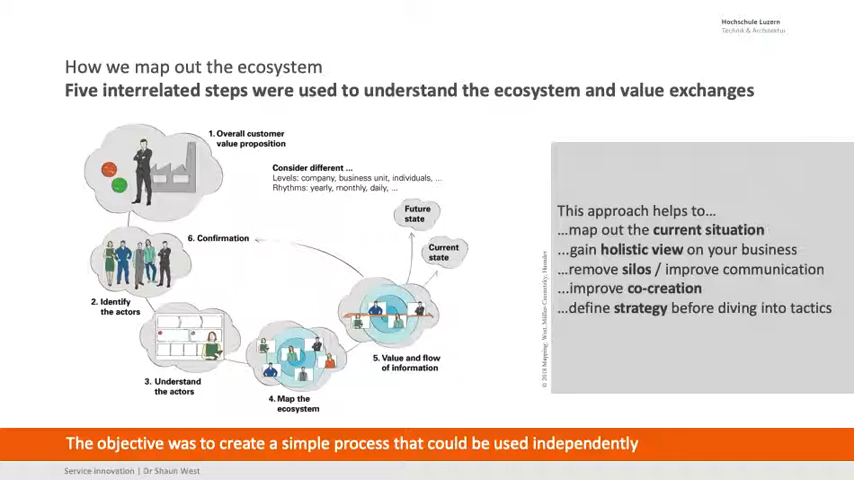 Hochschule Luzern
Technik & Architektur
How we map out the ecosystem
Five interrelated steps were used to understand the ecosystem and value exchanges
1. Overall customer
value proposition
Consider different ...
Levels: company, business unit, individuals, ...
Rhythms: yearly, monthly, daily, ...
Future
state
Current
state
6. Confirmation
2. Identify
the actors
3. Understand
the actors
4. Map the
ecosystem
5. Value and flow
of information
This approach helps to...
...map out the current situation
...gain holistic view on your business
...remove silos / improve communication
...improve co-creation
...define strategy before diving into tactics
The objective was to create a simple process that could be used independently
Service innovation | Dr Shaun West